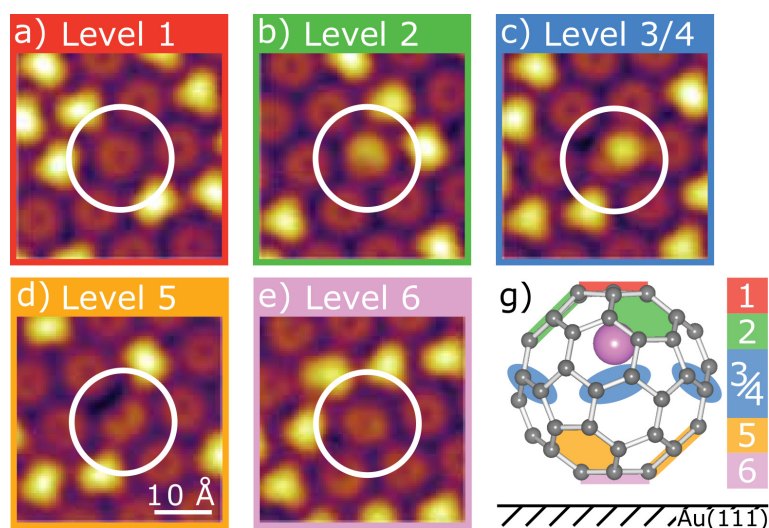 a) Level 1
b) Level 2
c) Level 3/4
d) Level 5
10 Å
e) Level 6
g)
1
2
3/4
5
6
Au(111)